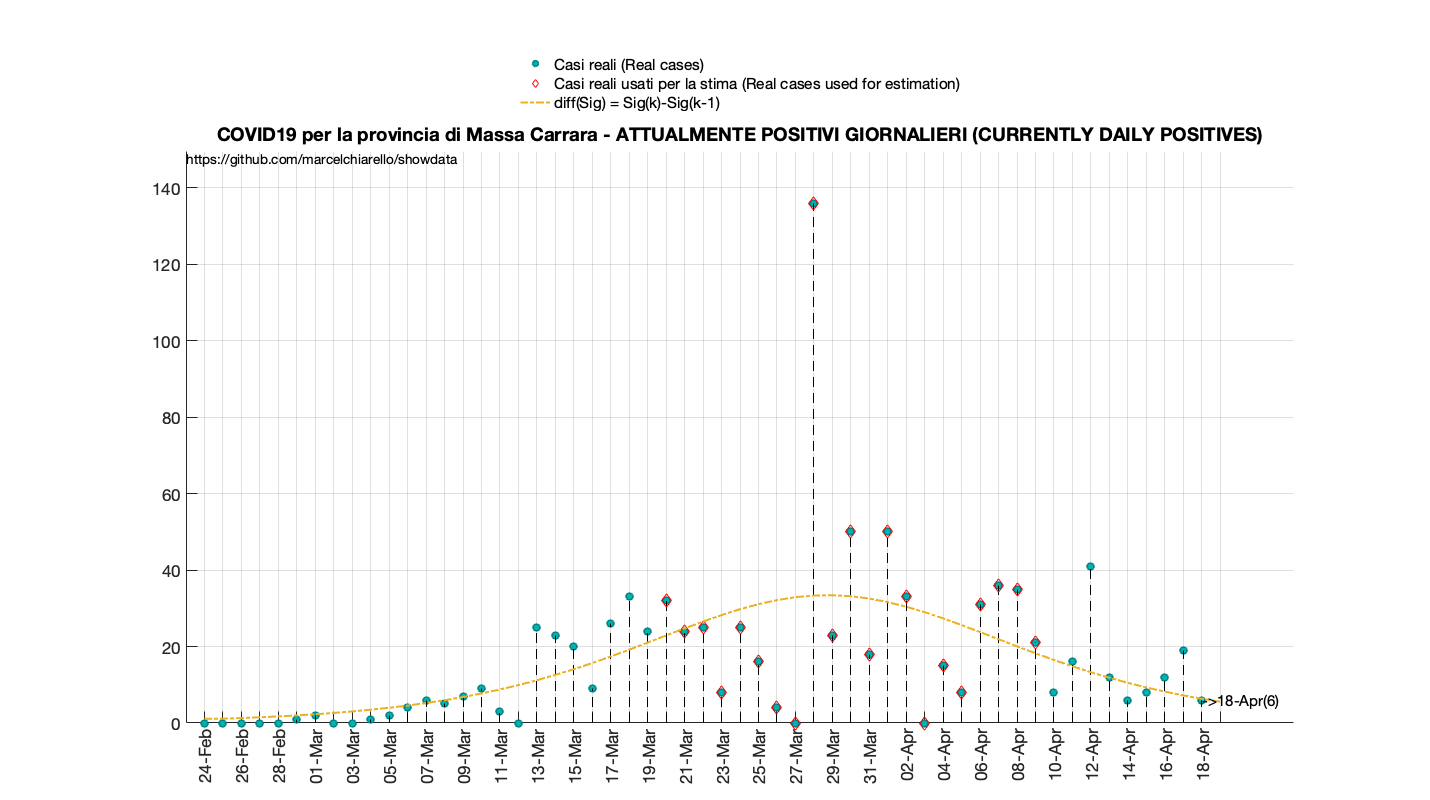 Casi reali (Real cases)
Casi reali usati per la stima (Real cases used for estimation)
diff(Sig) = Sig(k)-Sig(k-1)
COVID19 per la provincia di Massa Carrara - ATTUALMENTE POSITIVI GIORNALIERI (CURRENTLY DAILY POSITIVES)
https://github.com/marcelchiarello/showdata
140
120
100
80
60
40
20
0
->18-Apr(6)
24-Feb
26-Feb
28-Feb
01-Mar
03-Mar
05-Mar
07-Mar
09-Mar
11-Mar
13-Mar
15-Mar
17-Mar
19-Mar
21-Mar
23-Mar
25-Mar
27-Mar
29-Mar
31-Mar
02-Apr
04-Apr
06-Apr
08-Apr
10-Apr
12-Apr
14-Apr
16-Apr
18-Apr